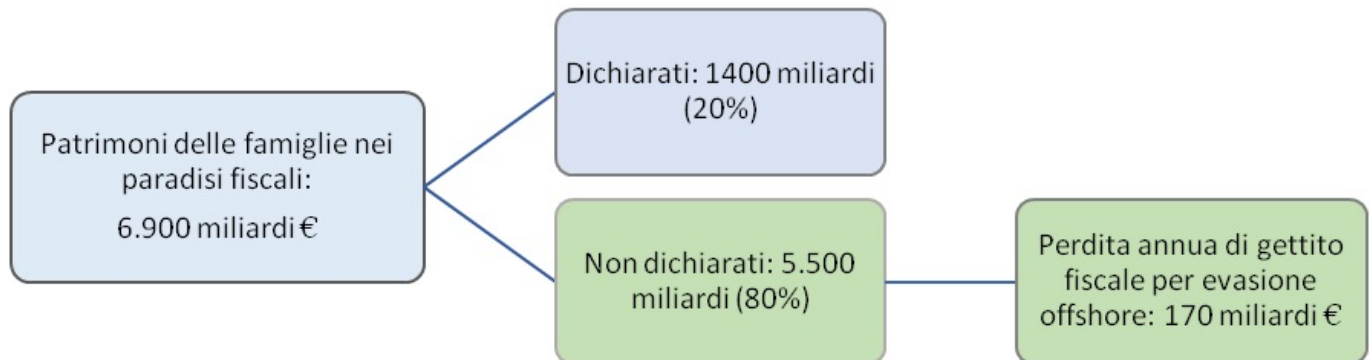 Patrimoni delle famiglie nei
paradisi fiscali:
6.900 miliardi €
Dichiarati: 1400 miliardi
(20%)
Non dichiarati: 5.500
miliardi (80%)
Perdita annua di gettito
fiscale per evasione
offshore: 170 miliardi €